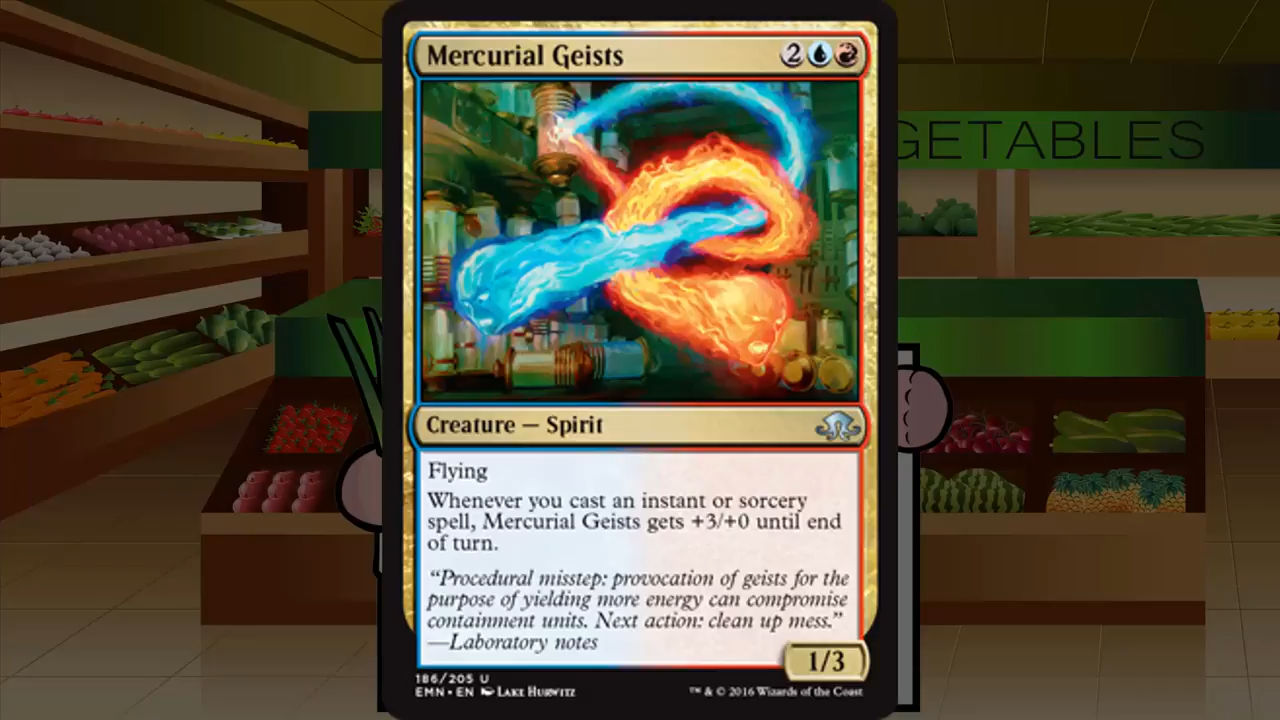 Mercurial Geists 2
GETABLES
Creature — Spirit
Flying
Whenever you cast an instant or sorcery
spell, Mercurial Geists gets +3/+0 until end
of turn.
“Procedural misstep: provocation of geists for the
purpose of yielding more energy can compromise
containment units. Next action: clean up mess.”
—Laboratory notes
1/3
186/205 U
EMN • EN Lake Hurwitz
™ & © 2016 Wizards of the Coast